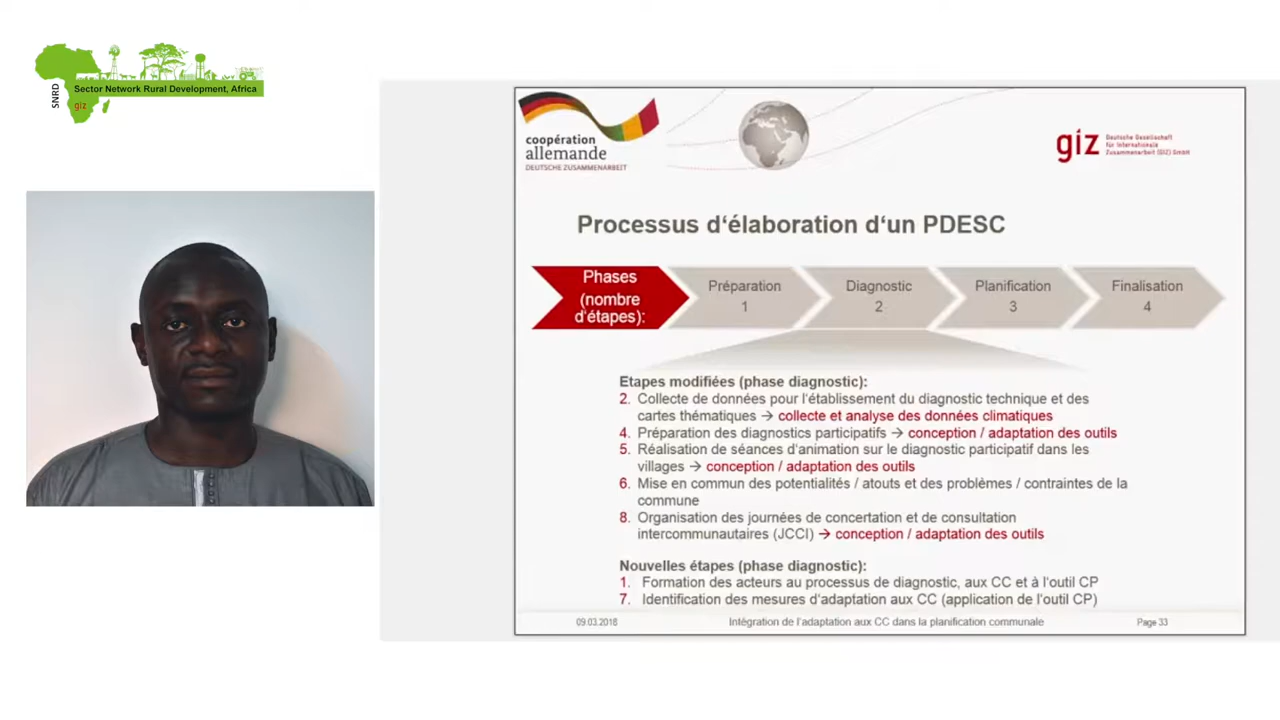 SNRD
Sector Network Rural Development, Africa
giz
coopération
allemande
DEUTSCHE ZUSAMMENARBEIT
giz
Deutsche Gesellschaft
für Internationale
Zusammenarbeit (GIZ) GmbH
Processus d‘élaboration d‘un PDESC
Phases
(nombre
d‘étapes):
Préparation
1
Diagnostic
2
Planification
3
Finalisation
4
Etapes modifiées (phase diagnostic):
2. Collecte de données pour l‘établissement du diagnostic technique et des
cartes thématiques → collecte et analyse des données climatiques
4. Préparation des diagnostics participatifs → conception / adaptation des outils
5. Réalisation de séances d‘animation sur le diagnostic participatif dans les
villages → conception / adaptation des outils
6. Mise en commun des potentialités / atouts et des problèmes / contraintes de la
commune
8. Organisation des journées de concertation et de consultation
intercommunautaires (JCCI) → conception / adaptation des outils
Nouvelles étapes (phase diagnostic):
1. Formation des acteurs au processus de diagnostic, aux CC et à l‘outil CP
7. Identification des mesures d‘adaptation aux CC (application de l‘outil CP)
09.03.2018
Intégration de l‘adaptation aux CC dans la planification communale
Page 33